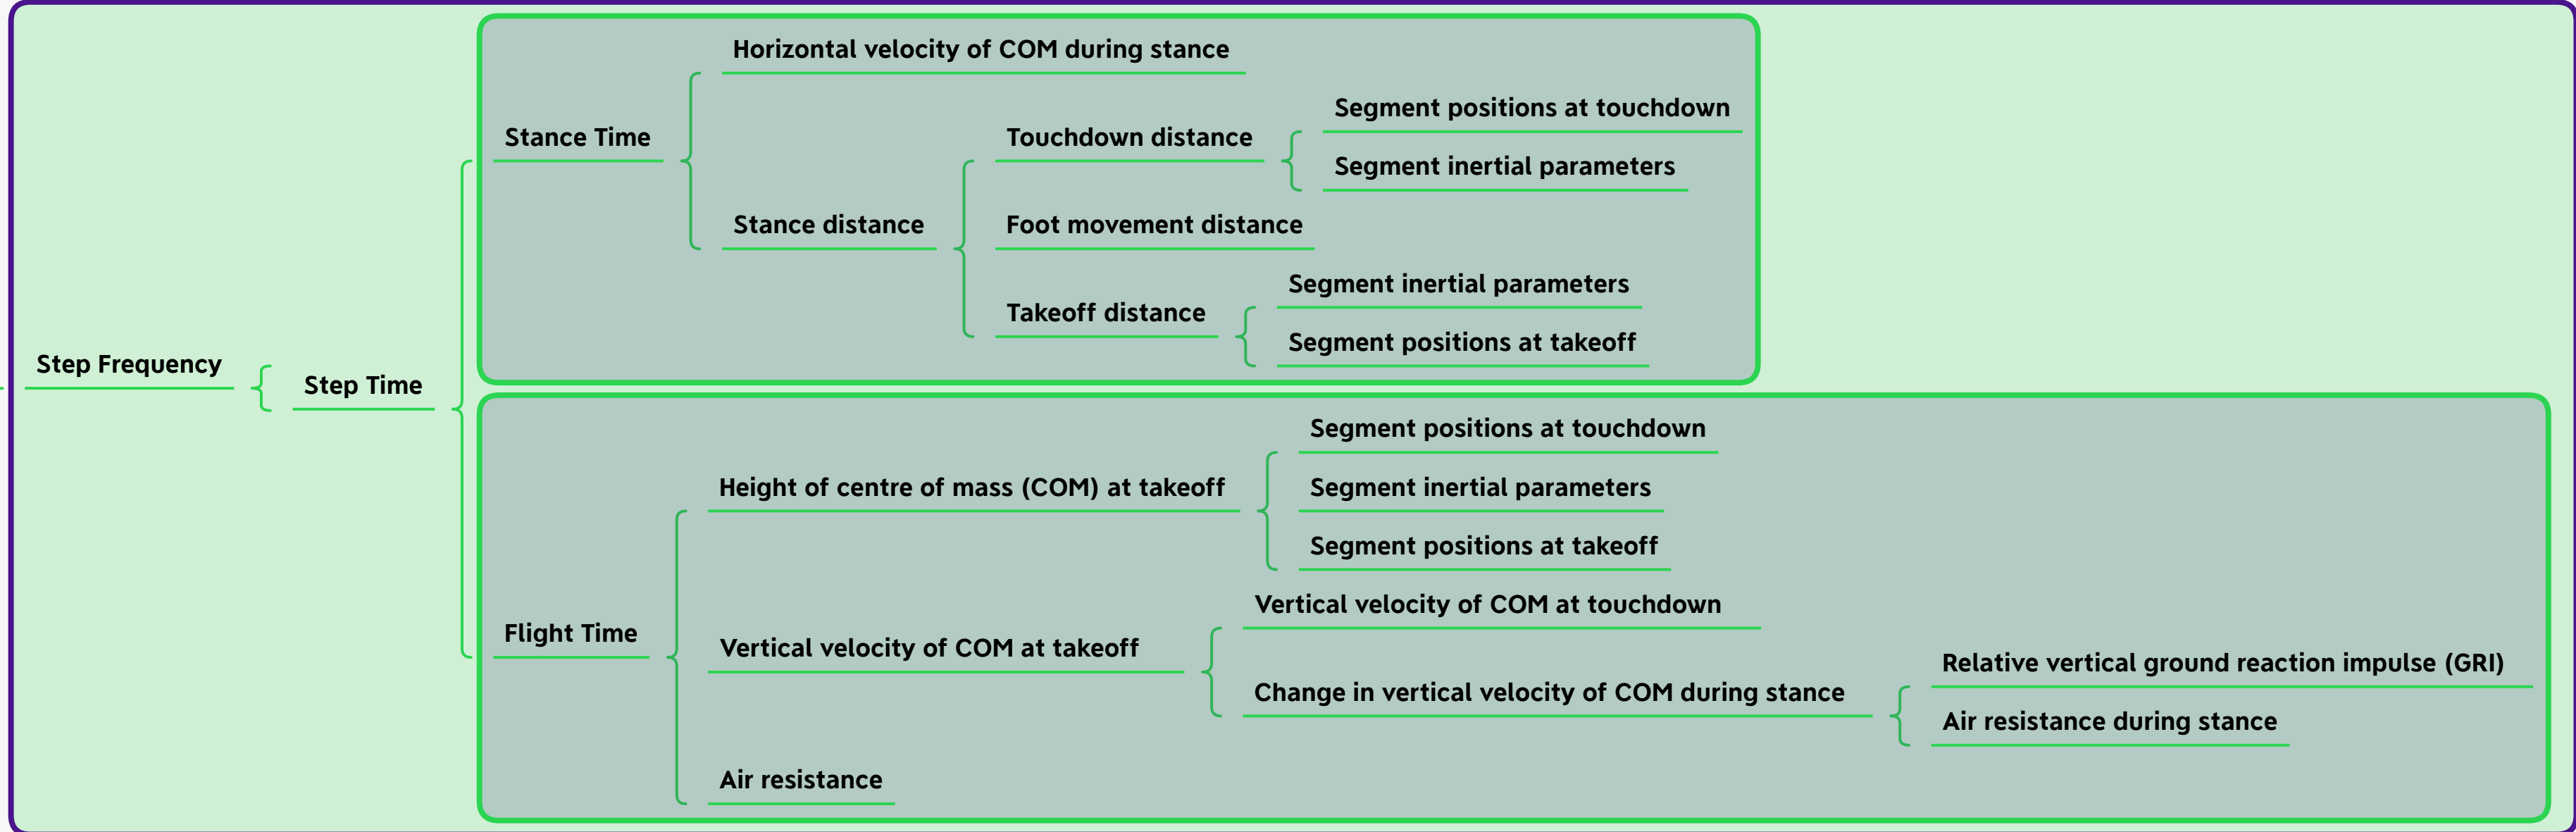 Step Frequency
Step Time
Stance Time
Horizontal velocity of COM during stance
Stance distance
Touchdown distance
Segment positions at touchdown
Segment inertial parameters
Foot movement distance
Takeoff distance
Segment inertial parameters
Segment positions at takeoff
Flight Time
Height of centre of mass (COM) at takeoff
Segment positions at touchdown
Segment inertial parameters
Segment positions at takeoff
Vertical velocity of COM at takeoff
Vertical velocity of COM at touchdown
Change in vertical velocity of COM during stance
Relative vertical ground reaction impulse (GRI)
Air resistance during stance
Air resistance